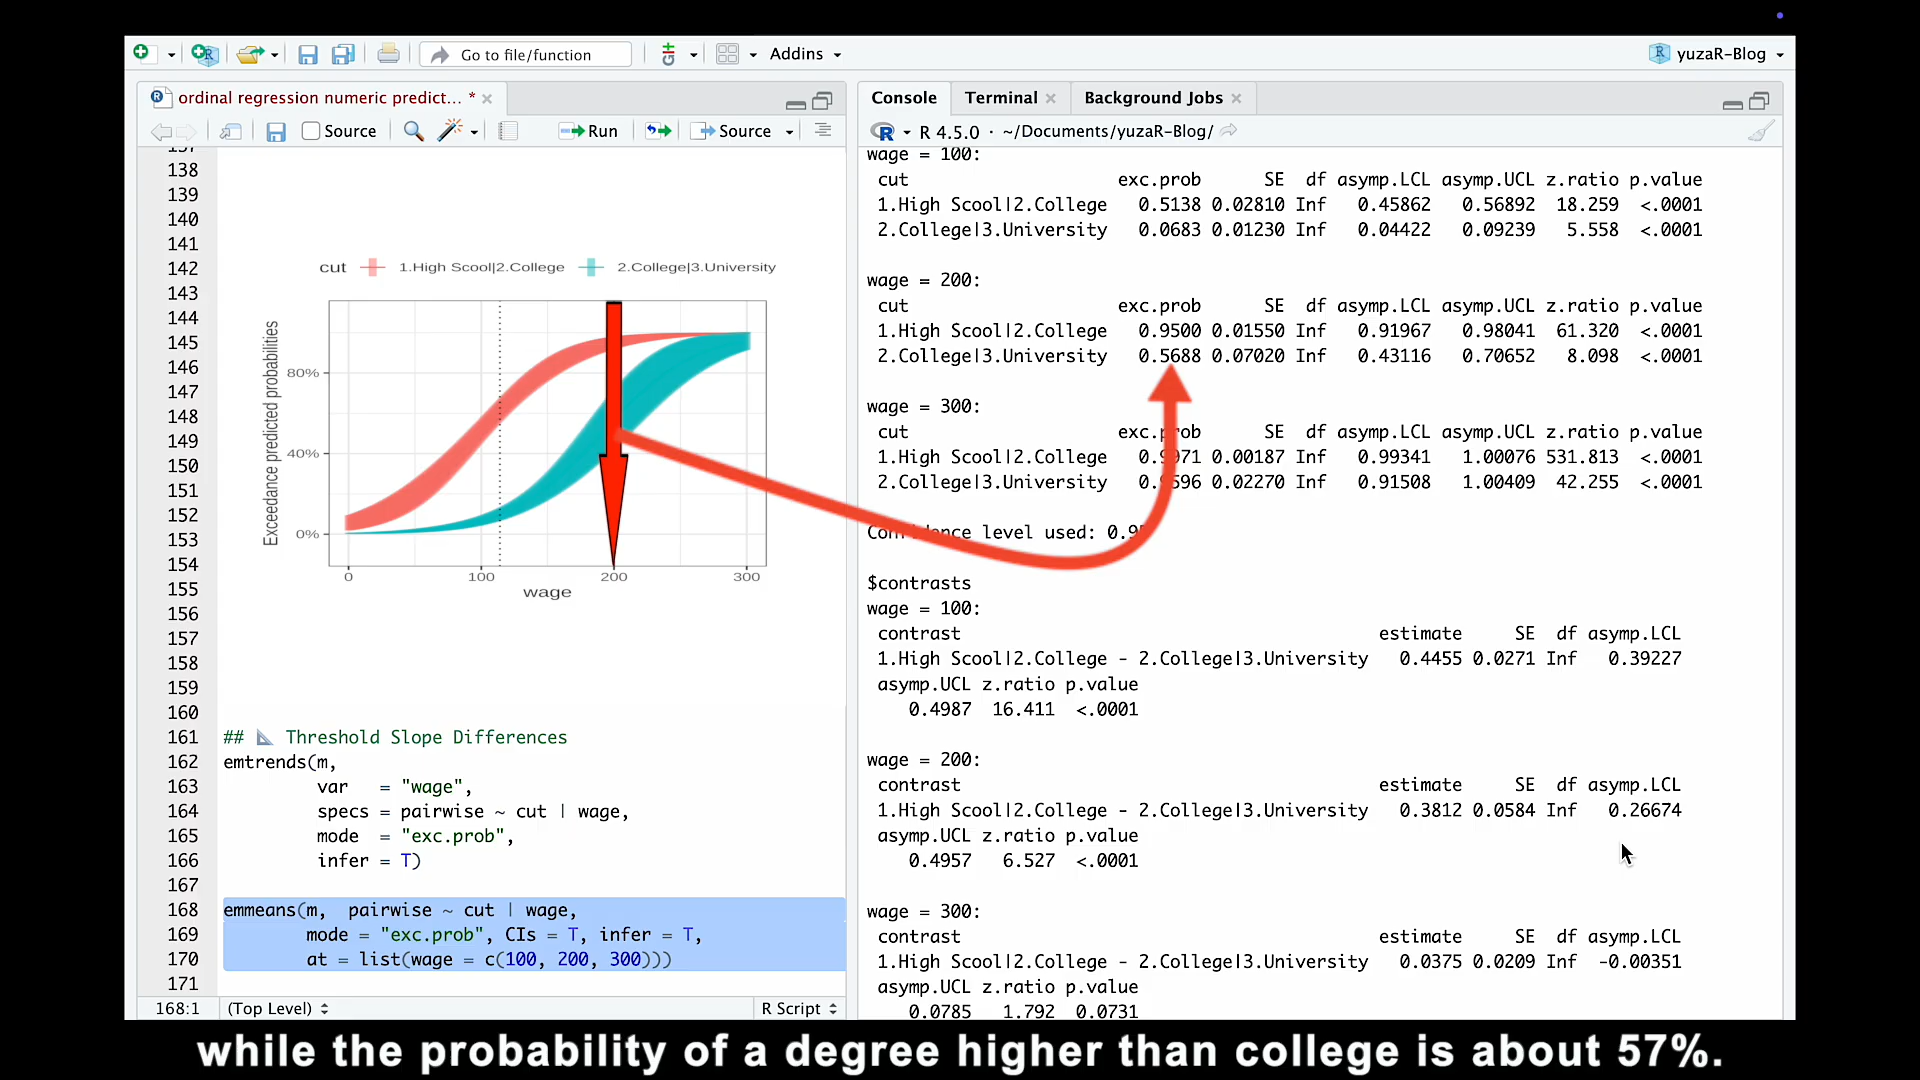 Go to file/function
Addins
yuzaR-Blog
ordinal regression numeric predict... *
Source
Run
Source
138
139
140
141
142
143
144
145
146
147
148
149
150
151
152
153
154
155
156
157
158
159
160
161
162
163
164
165
166
167
168
169
170
171
cut 1.High Scool|2.College 2.College|3.University
Exceedance predicted probabilities
80%
40%
0%
0 100 200 300
wage
## Threshold Slope Differences
emtrends(m,
var = "wage",
specs = pairwise ~ cut | wage,
mode = "exc.prob",
infer = T)
emmeans(m, pairwise ~ cut | wage,
mode = "exc.prob", CIs = T, infer = T,
at = list(wage = c(100, 200, 300)))
168:1 (Top Level) R Script
Console Terminal Background Jobs
R 4.5.0 · ~/Documents/yuzaR-Blog/
wage = 100:
cut exc.prob SE df asymp.LCL asymp.UCL z.ratio p.value
1.High Scool|2.College 0.5138 0.02810 Inf 0.45862 0.56892 18.259 <.0001
2.College|3.University 0.0683 0.01230 Inf 0.04422 0.09239 5.558 <.0001
wage = 200:
cut exc.prob SE df asymp.LCL asymp.UCL z.ratio p.value
1.High Scool|2.College 0.9500 0.01550 Inf 0.91967 0.98041 61.320 <.0001
2.College|3.University 0.5688 0.07020 Inf 0.43116 0.70652 8.098 <.0001
wage = 300:
cut exc.prob SE df asymp.LCL asymp.UCL z.ratio p.value
1.High Scool|2.College 0.9971 0.00187 Inf 0.99341 1.00076 531.813 <.0001
2.College|3.University 0.9596 0.02270 Inf 0.91508 1.00409 42.255 <.0001
Confidence level used: 0.95
$contrasts
wage = 100:
contrast estimate SE df asymp.LCL
1.High Scool|2.College - 2.College|3.University 0.4455 0.0271 Inf 0.39227
asymp.UCL z.ratio p.value
0.4987 16.411 <.0001
wage = 200:
contrast estimate SE df asymp.LCL
1.High Scool|2.College - 2.College|3.University 0.3812 0.0584 Inf 0.26674
asymp.UCL z.ratio p.value
0.4957 6.527 <.0001
wage = 300:
contrast estimate SE df asymp.LCL
1.High Scool|2.College - 2.College|3.University 0.0375 0.0209 Inf -0.00351
asymp.UCL z.ratio p.value
0.0785 1.792 0.0731
while the probability of a degree higher than college is about 57%.